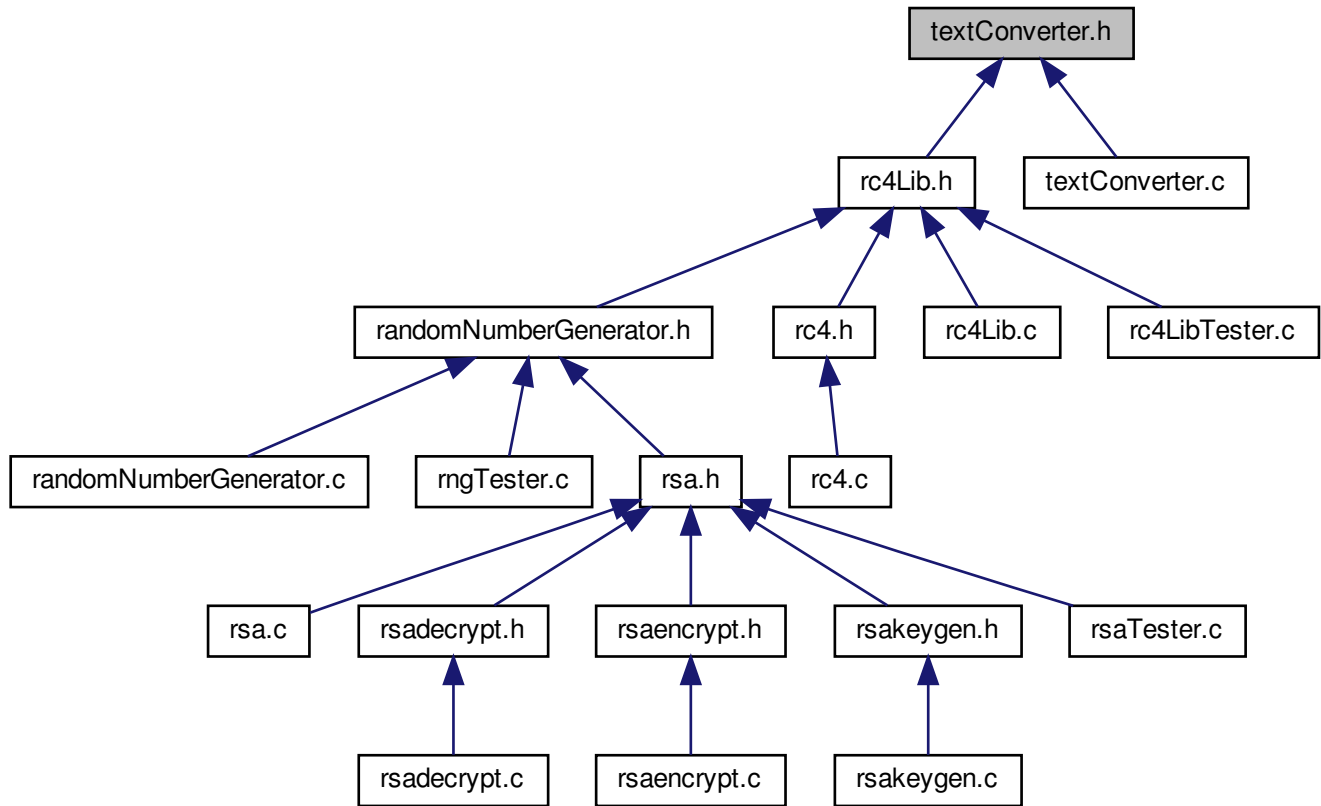 textConverter.h
rc4Lib.h
textConverter.c
randomNumberGenerator.h
rc4.h
rc4Lib.c
rc4LibTester.c
randomNumberGenerator.c
rngTester.c
rsa.h
rc4.c
rsa.c
rsadecrypt.h
rsaencrypt.h
rsakeygen.h
rsaTester.c
rsadecrypt.c
rsaencrypt.c
rsakeygen.c